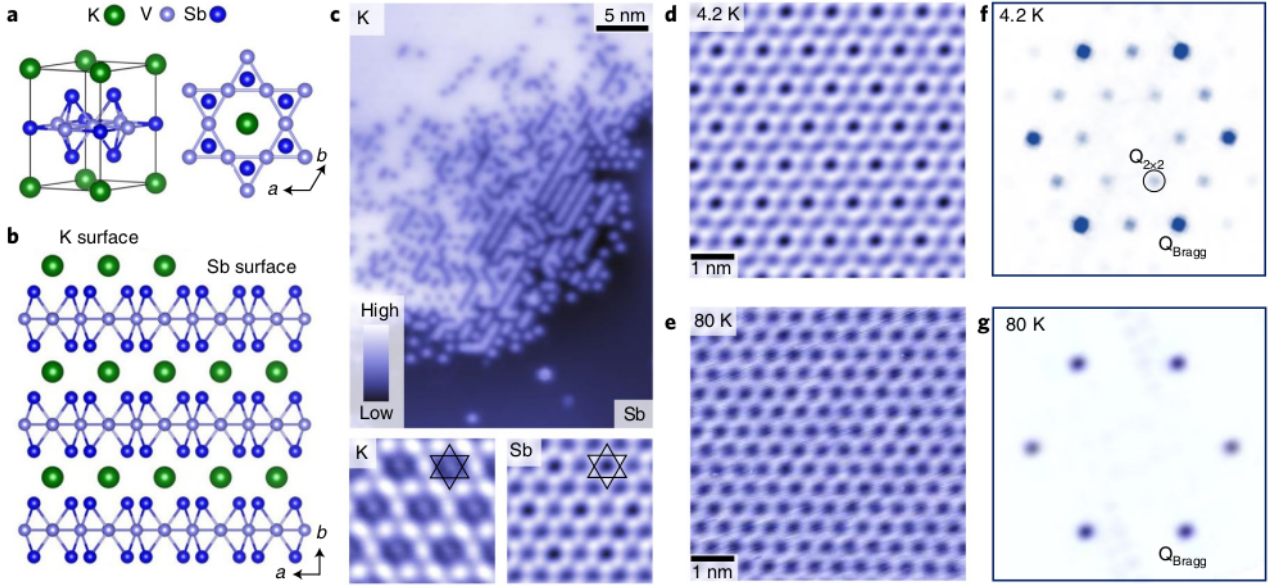 a
K V Sb
a
b
b
K surface
Sb surface
b
a
c
K
5 nm
High
Low
Sb
K
Sb
d
4.2 K
1 nm
e
80 K
1 nm
f
4.2 K
Q2×2
QBragg
g
80 K
QBragg